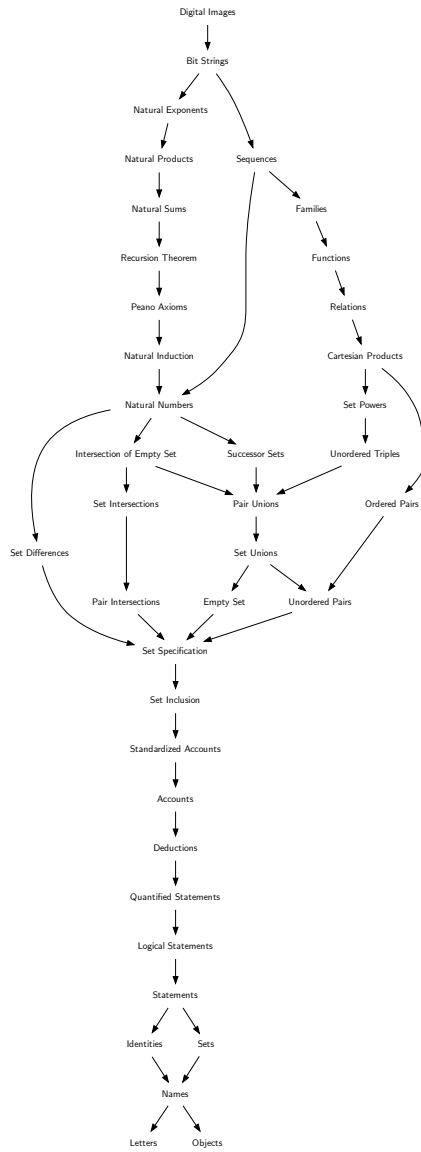 Digital Images
Bit Strings
Natural Exponents
Natural Products
Sequences
Natural Sums
Families
Recursion Theorem
Functions
Peano Axioms
Relations
Natural Induction
Cartesian Products
Natural Numbers
Set Powers
Intersection of Empty Set
Successor Sets
Unordered Triples
Set Intersections
Pair Unions
Ordered Pairs
Set Differences
Set Unions
Pair Intersections
Empty Set
Unordered Pairs
Set Specification
Set Inclusion
Standardized Accounts
Accounts
Deductions
Quantified Statements
Logical Statements
Statements
Identities
Sets
Names
Letters
Objects